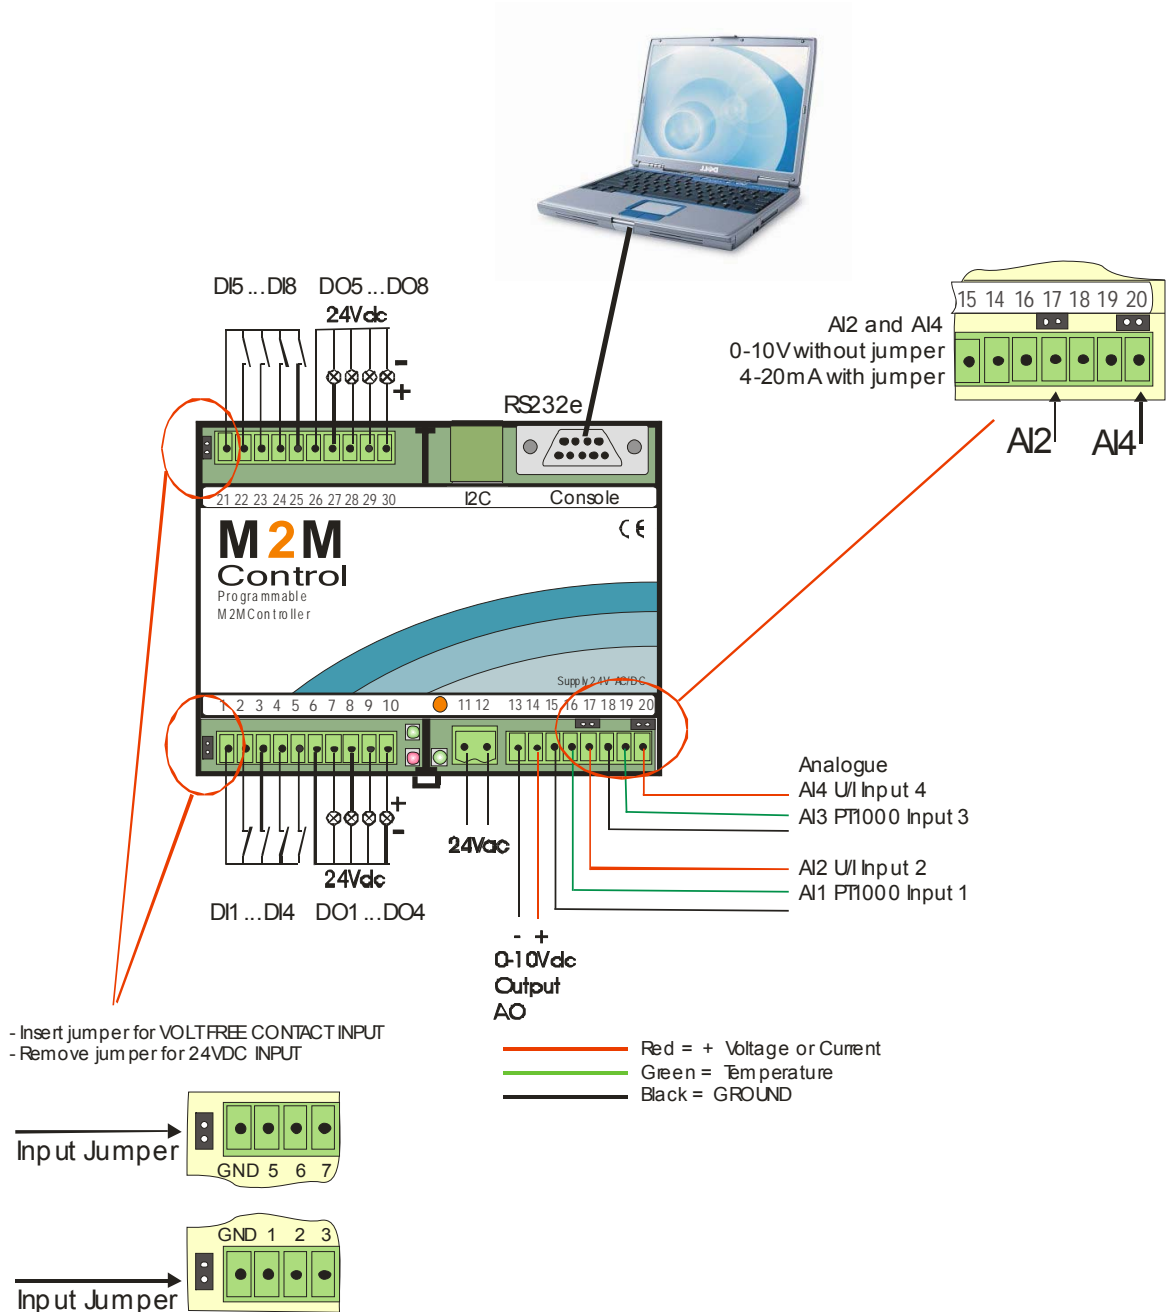 DELL
DI5 ... DI8 DO5 ... DO8
24Vdc
-
+
RS232e
15 14 16 17 18 19 20
AI2 and AI4
0-10V without jumper
4-20mA with jumper
AI2 AI4
21 22 23 24 25 26 27 28 29 30
I2C Console
M2M
CE
Control
Programmable
M2M Controller
Supply 24V AC/DC
1 2 3 4 5 6 7 8 9 10 11 12 13 14 15 16 17 18 19 20
Analogue
AI4 U/I Input 4
AI3 PT1000 Input 3
AI2 U/I Input 2
AI1 PT1000 Input 1
+
-
24Vac
24Vdc
DI1 ... DI4 DO1 ... DO4
- +
0-10Vdc
Output
AO
- Insert jumper for VOLTFREE CONTACT INPUT
- Remove jumper for 24VDC INPUT
Red = + Voltage or Current
Green = Temperature
Black = GROUND
Input Jumper
GND 5 6 7
GND 1 2 3
Input Jumper